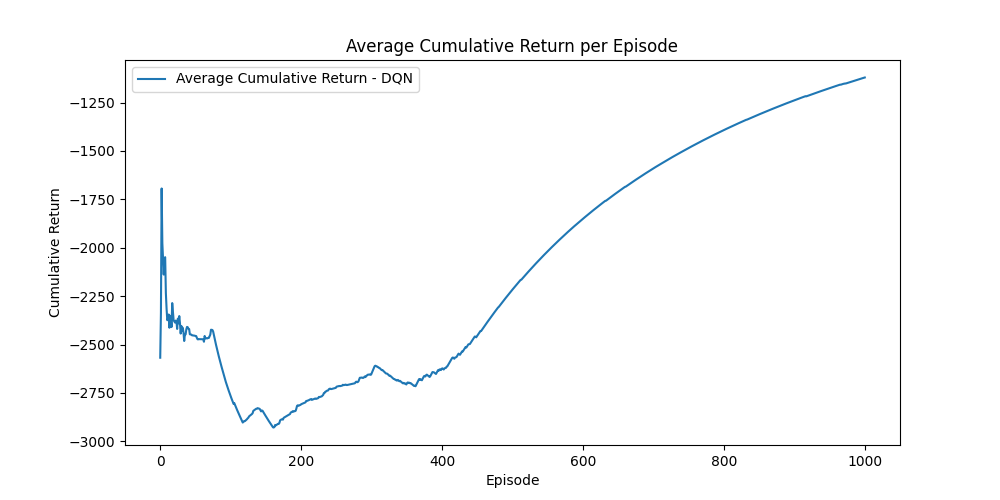 Average Cumulative Return per Episode
Average Cumulative Return - DQN
Cumulative Return
−1250
−1500
−1750
−2000
−2250
−2500
−2750
−3000
0 200 400 600 800 1000
Episode